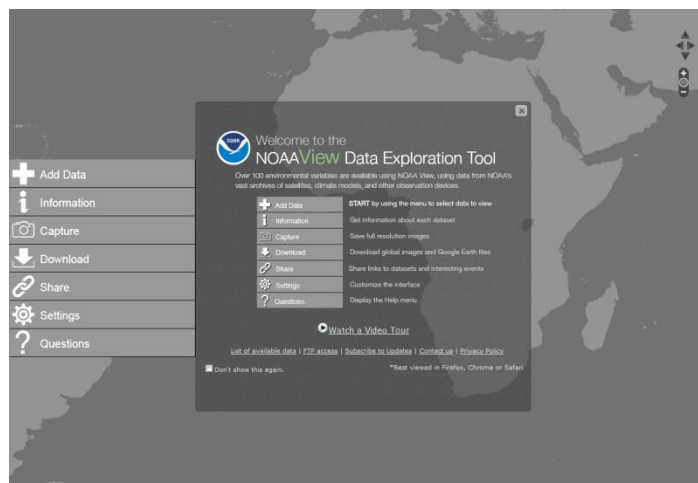 Add Data
Information
Capture
Download
Share
Settings
Questions
NOAA
Welcome to the
NOAAView Data Exploration Tool
Over 100 environmental variables are available using NOAA View, using data from NOAA's
vast archives of satellites, climate models, and other observation devices.
Add Data START by using the menu to select data to view
Information Get information about each dataset
Capture Save full resolution images
Download Download global images and Google Earth files
Share Share links to datasets and interesting events
Settings Customize the interface
Questions Display the Help menu
Watch a Video Tour
List of available data | FTP access | Subscribe to Updates | Contact us | Privacy Policy
Don't show this again. *Best viewed in Firefox, Chrome or Safari